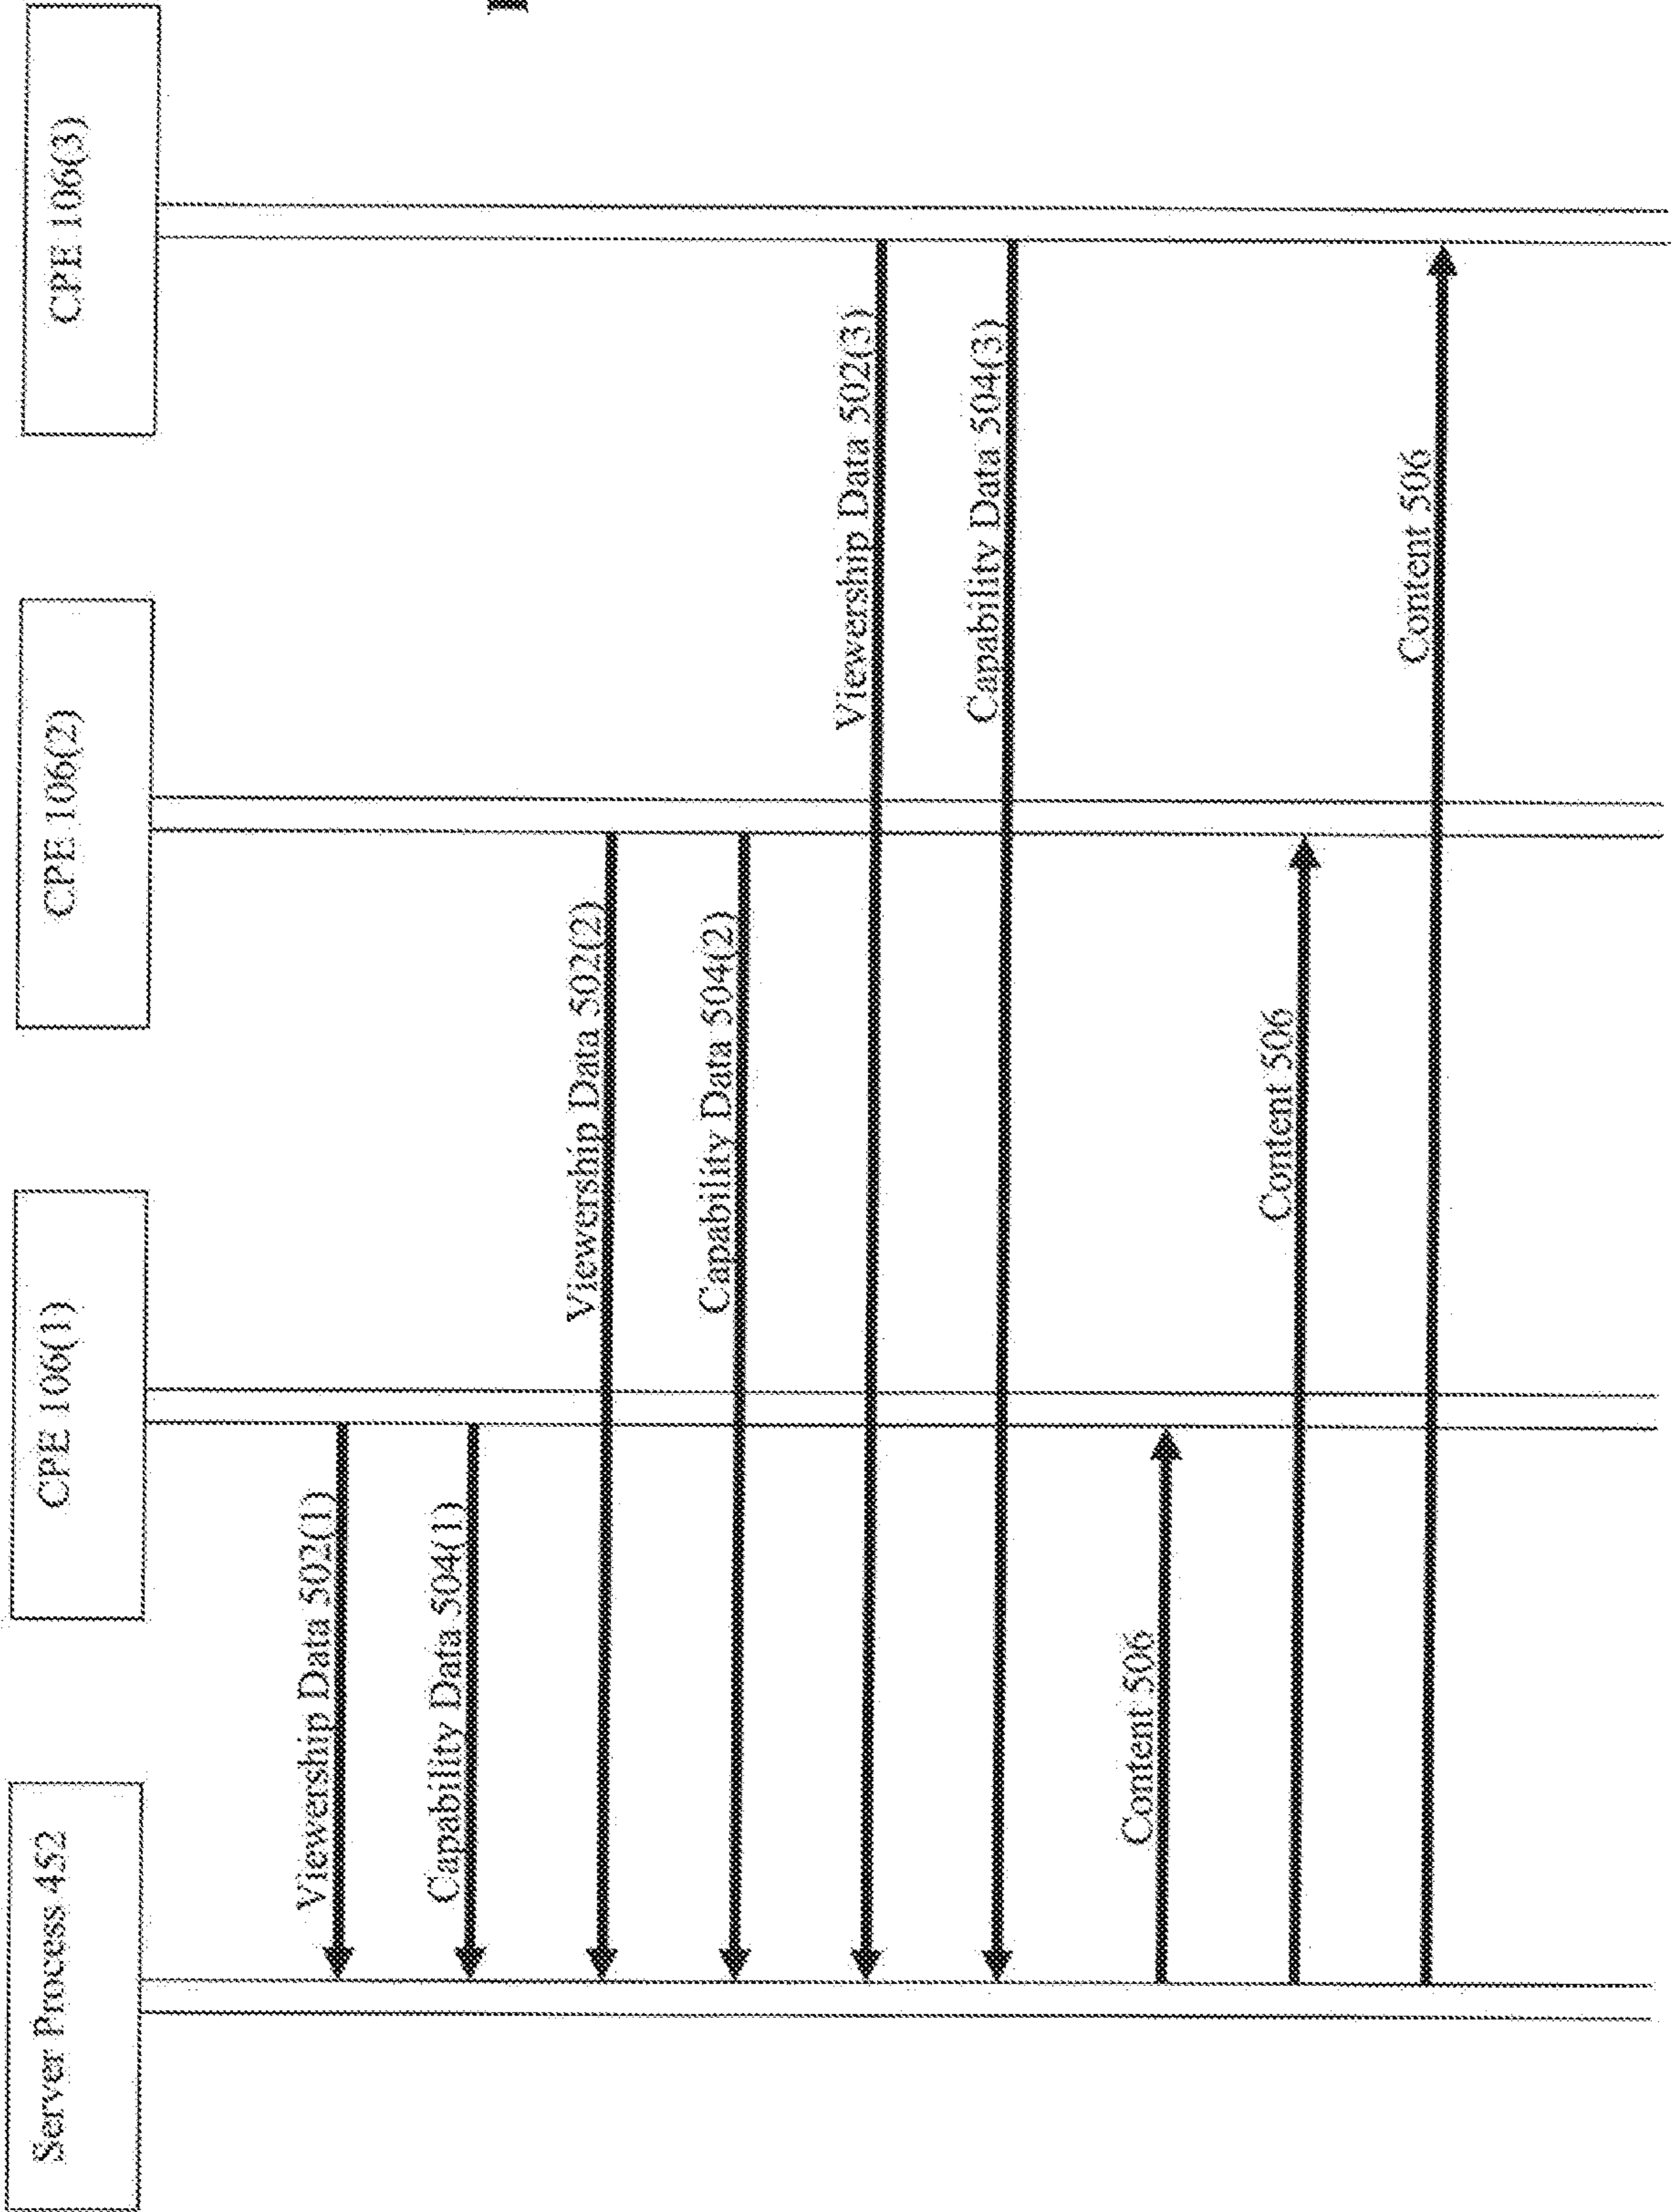 Server Process 452
CPE 106(1)
CPE 106(2)
CPE 106(3)
Viewership Data 502(1)
Capability Data 504(1)
Viewership Data 502(2)
Capability Data 504(2)
Viewership Data 502(3)
Capability Data 504(3)
Content 506
Content 506
Content 506